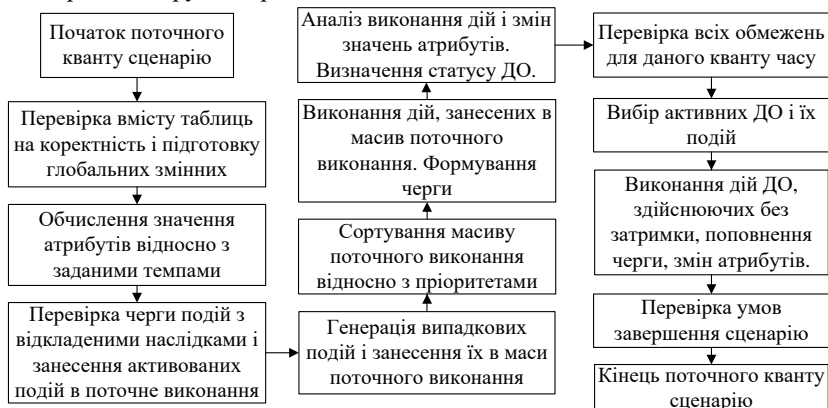 Початок поточного
кванту сценарію
Перевірка вмісту таблиць
на коректність і підготовку
глобальних змінних
Обчислення значення
атрибутів відносно з
заданими темпами
Перевірка черги подій з
відкладеними наслідками і
занесення активованих
подій в поточне виконання
Генерація випадкових
подій і занесення їх в маси
поточного виконання
Сортування масиву
поточного виконання
відносно з пріоритетами
Виконання дій, занесених в
масив поточного
виконання. Формування
черги
Аналіз виконання дій і змін
значень атрибутів.
Визначення статусу ДО.
Перевірка всіх обмежень
для даного кванту часу
Вибір активних ДО і їх
подій
Виконання дій ДО,
здійснюючих без
затримки, поповнення
черги, змін атрибутів.
Перевірка умов
завершення сценарію
Кінець поточного кванту
сценарію